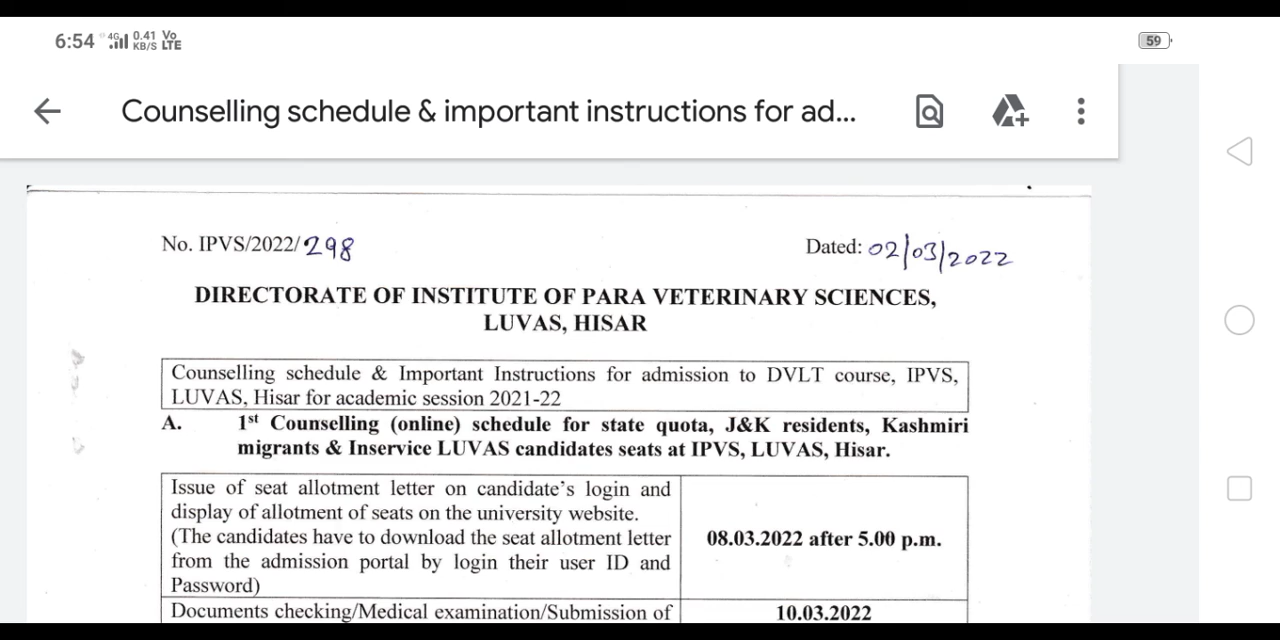 6:54 4G 0.41 KB/S Vo LTE 59
Counselling schedule & important instructions for ad...
No. IPVS/2022/298 Dated: 02/03/2022
DIRECTORATE OF INSTITUTE OF PARA VETERINARY SCIENCES,
LUVAS, HISAR
Counselling schedule & Important Instructions for admission to DVLT course, IPVS,
LUVAS, Hisar for academic session 2021-22
A. 1st Counselling (online) schedule for state quota, J&K residents, Kashmiri
migrants & Inservice LUVAS candidates seats at IPVS, LUVAS, Hisar.
Issue of seat allotment letter on candidate's login and
display of allotment of seats on the university website.
(The candidates have to download the seat allotment letter
from the admission portal by login their user ID and
Password)
08.03.2022 after 5.00 p.m.
Documents checking/Medical examination/Submission of
10.03.2022